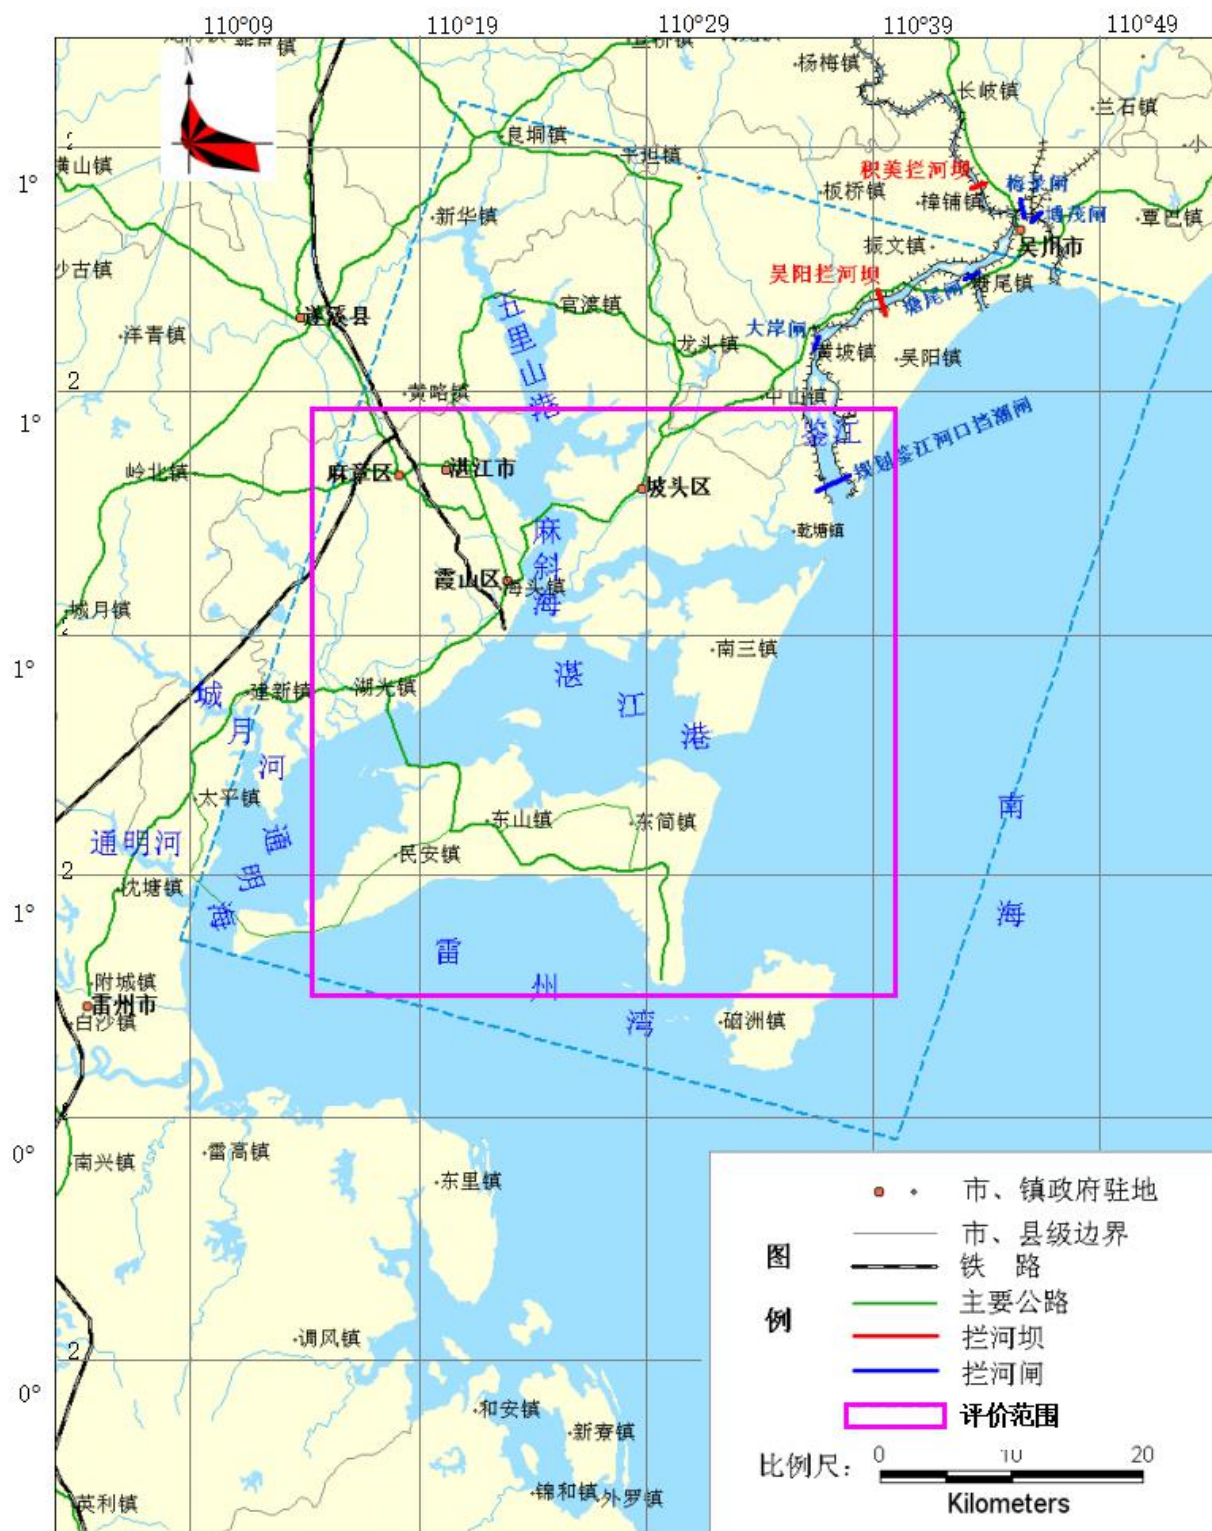 110°09
110°19
110°29
110°39
110°49
杨梅镇
长岐镇
兰石镇
良垌镇
平坦镇
小
横山镇
1°
积美拦河坝
板桥镇
樟铺镇
梅菉闸
博茂闸
覃巴镇
新华镇
吴川市
振文镇
沙古镇
吴阳拦河坝
塘尾闸
塘尾镇
官渡镇
遂溪县
五里山港
洋青镇
大岸闸
龙头镇
黄坡镇
吴阳镇
2
黄略镇
中山镇
1°
鉴江
规划鉴江河口挡潮闸
岭北镇
麻章区
湛江市
坡头区
乾塘镇
麻斜海
霞山区
海头镇
城月镇
南三镇
1°
湛江港
城月河
建新镇
湖光镇
太平镇
东山镇
东简镇
南海
通明河
通明海
民安镇
2
沈塘镇
1°
雷州湾
附城镇
雷州市
白沙镇
硇洲镇
0°
雷高镇
南兴镇
东里镇
调风镇
2
0°
和安镇
新寮镇
锦和镇
外罗镇
英利镇
图例
市、镇政府驻地
市、县级边界
铁 路
主要公路
拦河坝
拦河闸
评价范围
比例尺：
0 10 20
Kilometers